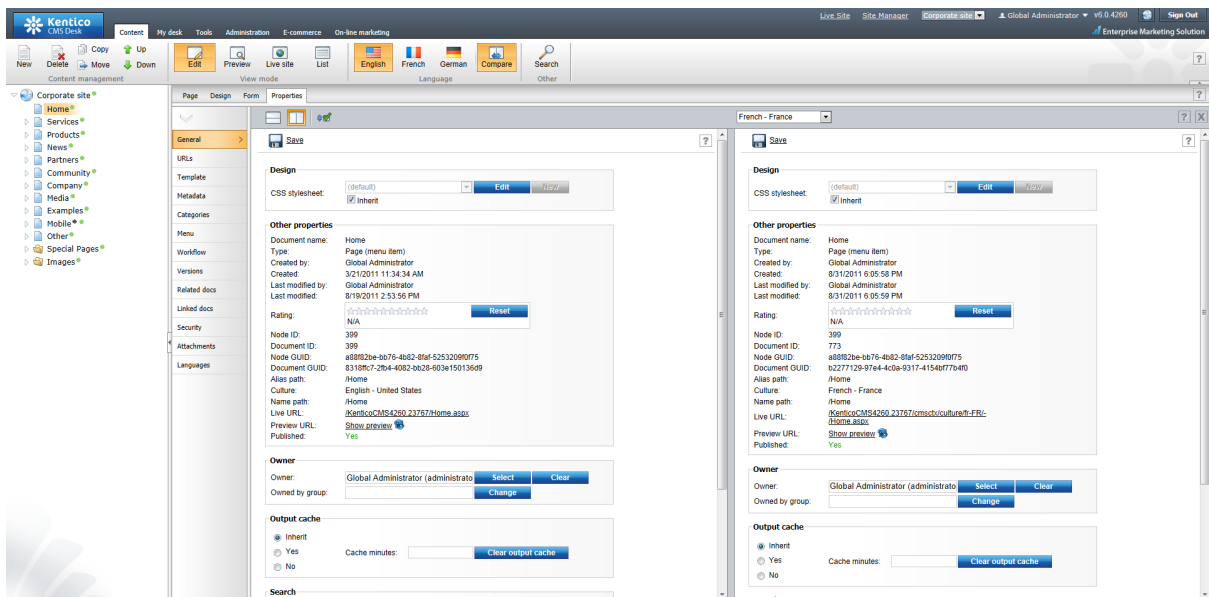 Kentico
CMS Desk
Content My desk Tools Administration E-commerce On-line marketing
Live Site Site Manager Corporate site Global Administrator v6.0.4260 Sign Out
Enterprise Marketing Solution
New Delete Copy Move Up Down
Content management
Edit Preview Live site List
View mode
English French German Compare
Language
Search
Other
?
Corporate site
Home
Services
Products
News
Partners
Community
Company
Media
Examples
Mobile
Other
Special Pages
Images
Page Design Form Properties ?
General >
URLs
Template
Metadata
Categories
Menu
Workflow
Versions
Related docs
Linked docs
Security
Attachments
Languages
Save ?
Design
CSS stylesheet: (default) Edit New
Inherit
Other properties
Document name: Home
Type: Page (menu item)
Created by: Global Administrator
Created: 3/21/2011 11:34:34 AM
Last modified by: Global Administrator
Last modified: 8/19/2011 2:53:56 PM
Rating: Reset
N/A
Node ID: 399
Document ID: 399
Node GUID: a88f82be-bb76-4b82-8faf-5253209f0f75
Document GUID: 8318ffc7-2fb4-4082-bb28-603e150136d9
Alias path: /Home
Culture: English - United States
Name path: /Home
Live URL: /KenticoCMS4260.23767/Home.aspx
Preview URL: Show preview
Published: Yes
Owner
Owner: Global Administrator (administrato Select Clear
Owned by group: Change
Output cache
Inherit
Yes Cache minutes: Clear output cache
No
Search
French - France ? X
Save ?
Design
CSS stylesheet: (default) Edit New
Inherit
Other properties
Document name: Home
Type: Page (menu item)
Created by: Global Administrator
Created: 8/31/2011 6:05:58 PM
Last modified by: Global Administrator
Last modified: 8/31/2011 6:05:59 PM
Rating: Reset
N/A
Node ID: 399
Document ID: 773
Node GUID: a88f82be-bb76-4b82-8faf-5253209f0f75
Document GUID: b2277129-97e4-4c0a-9317-4154bf77b4f0
Alias path: /Home
Culture: French - France
Name path: /Home
Live URL: /KenticoCMS4260.23767/cmsctx/culture/fr-FR/-
/Home.aspx
Preview URL: Show preview
Published: Yes
Owner
Owner: Global Administrator (administrato Select Clear
Owned by group: Change
Output cache
Inherit
Yes Cache minutes: Clear output cache
No